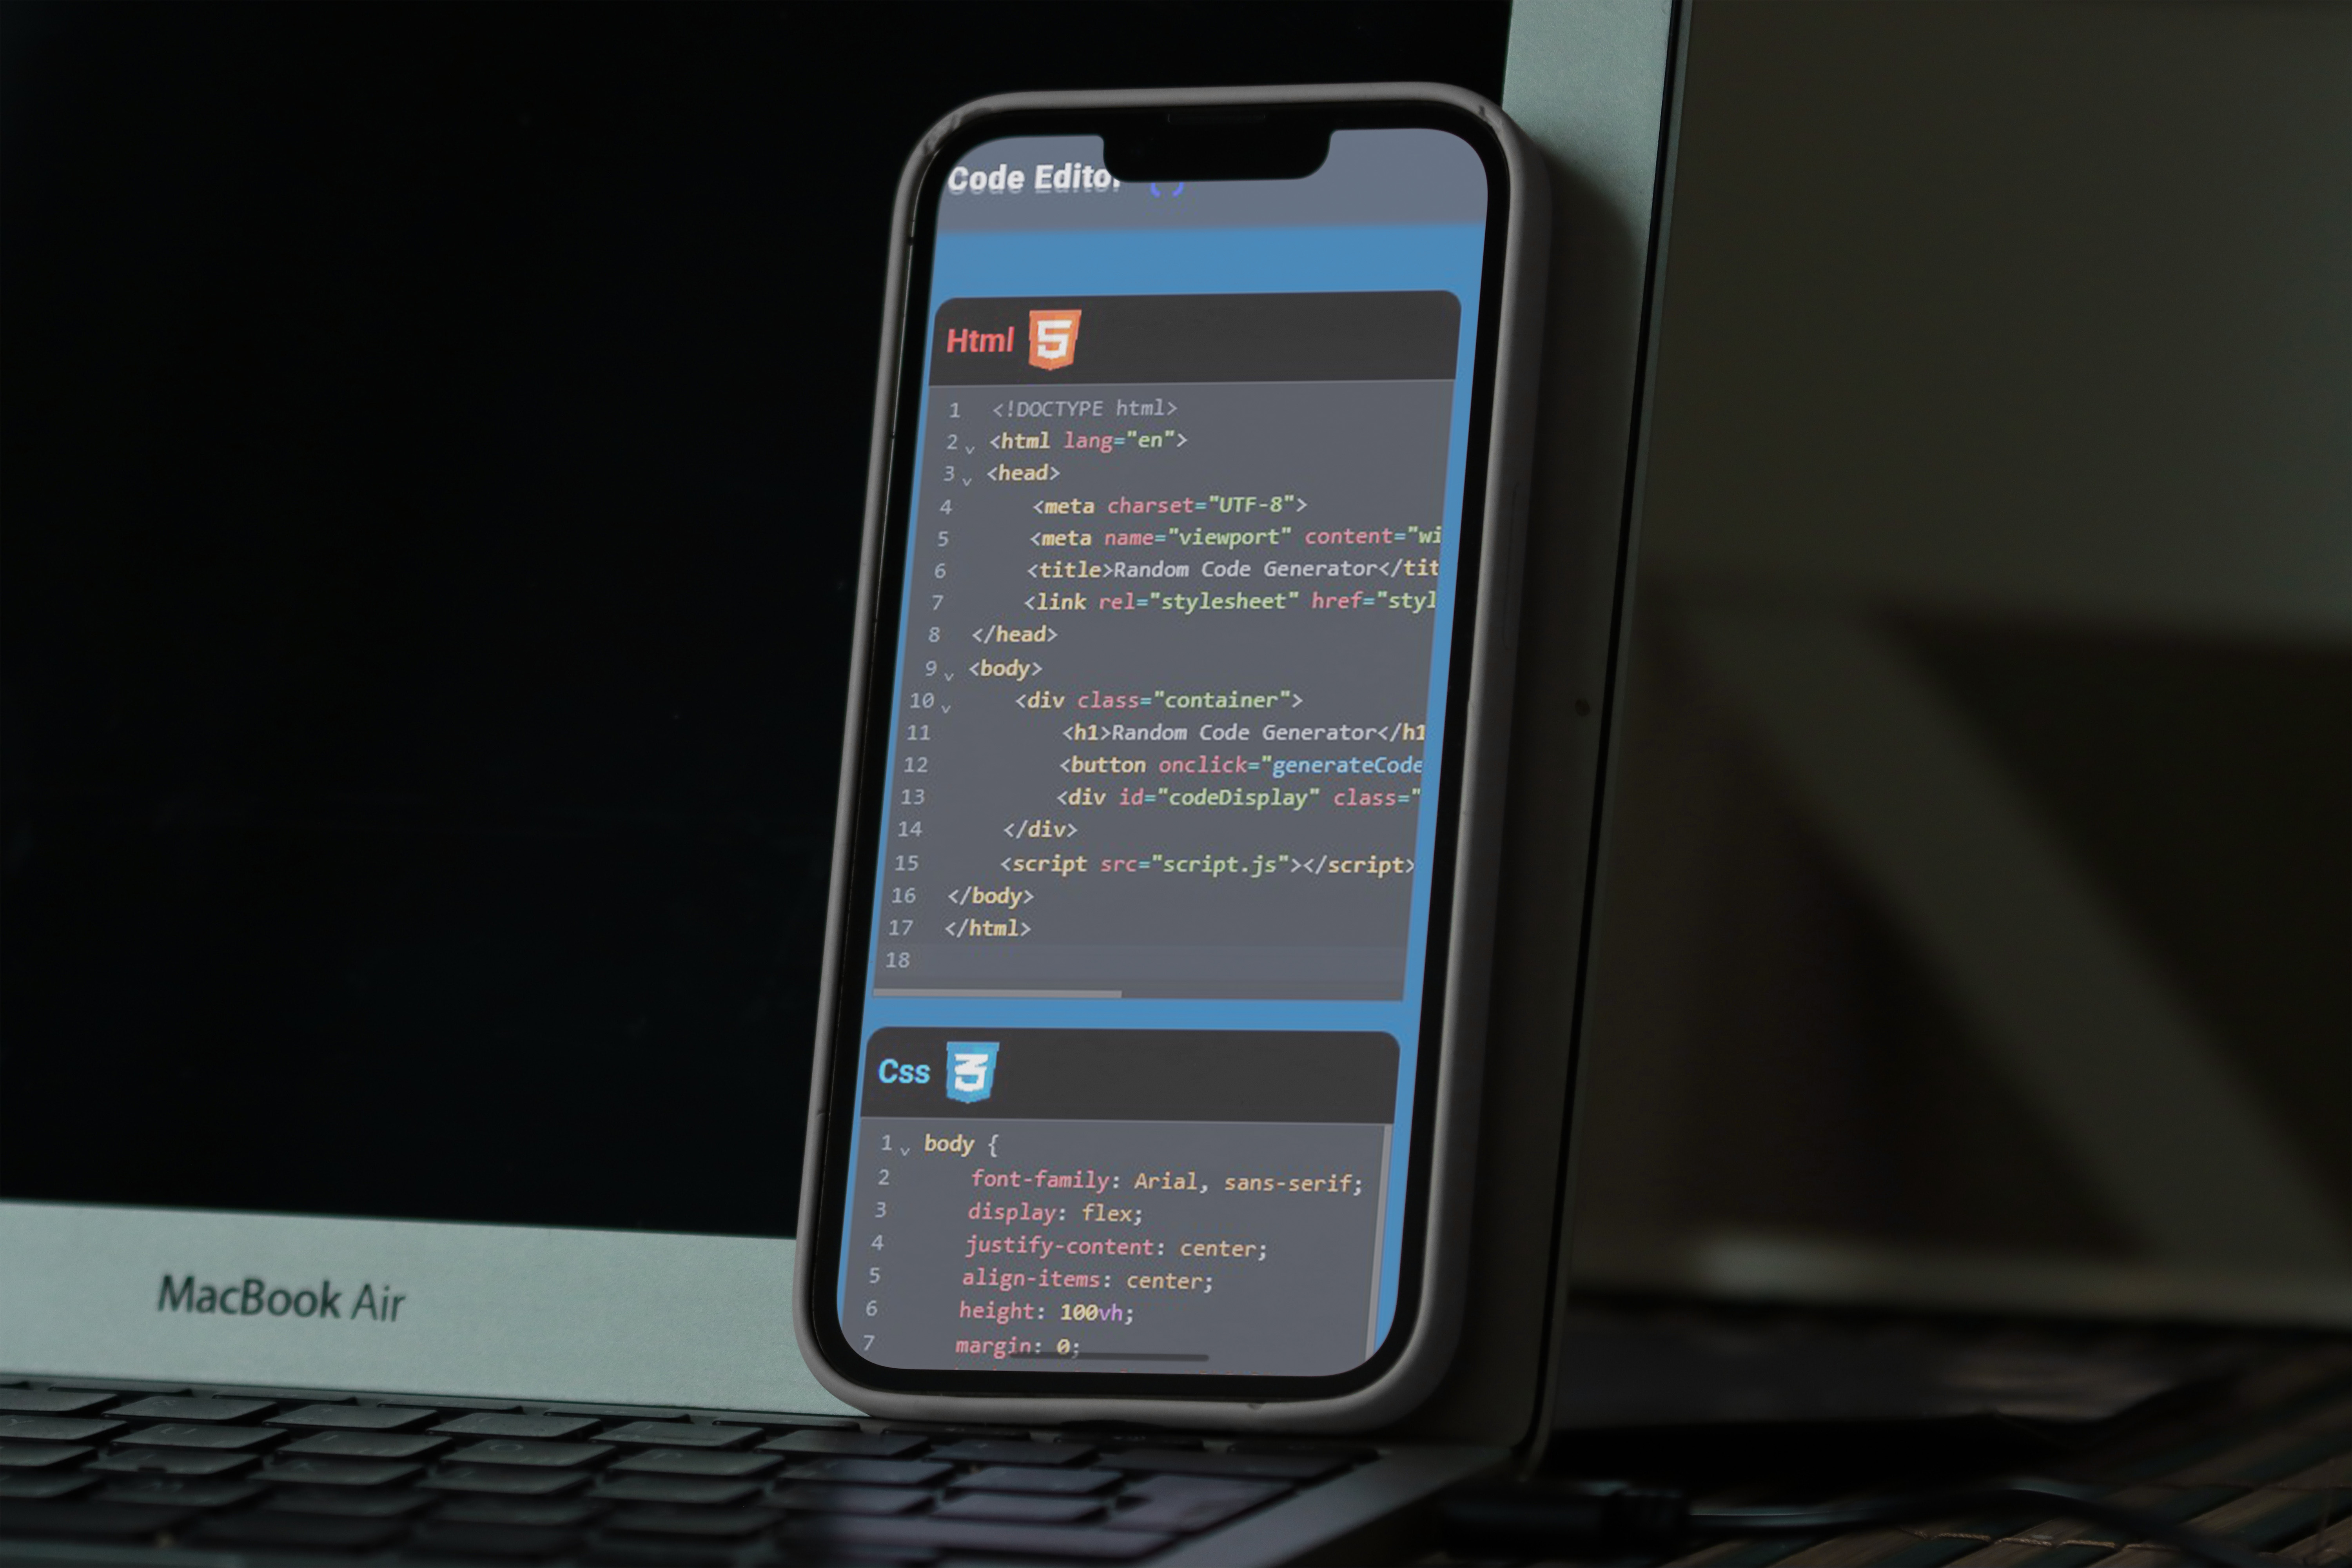 Code Editor
Html 5
1 <!DOCTYPE html>
2 <html lang="en">
3 <head>
4 <meta charset="UTF-8">
5 <meta name="viewport" content="wi
6 <title>Random Code Generator</tit
7 <link rel="stylesheet" href="styl
8 </head>
9 <body>
10 <div class="container">
11 <h1>Random Code Generator</h1
12 <button onclick="generateCode
13 <div id="codeDisplay" class="
14 </div>
15 <script src="script.js"></script>
16 </body>
17 </html>
18
Css 3
1 body {
2 font-family: Arial, sans-serif;
3 display: flex;
4 justify-content: center;
5 align-items: center;
6 height: 100vh;
7 margin: 0;
MacBook Air